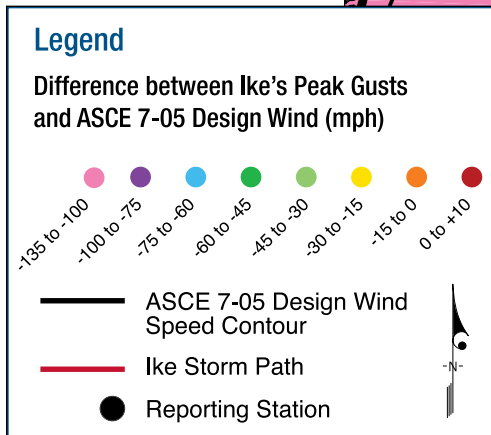 Legend
Difference between Ike's Peak Gusts
and ASCE 7-05 Design Wind (mph)
-135 to -100
-100 to -75
-75 to -60
-60 to -45
-45 to -30
-30 to -15
-15 to 0
0 to +10
ASCE 7-05 Design Wind
Speed Contour
Ike Storm Path
-N-
Reporting Station